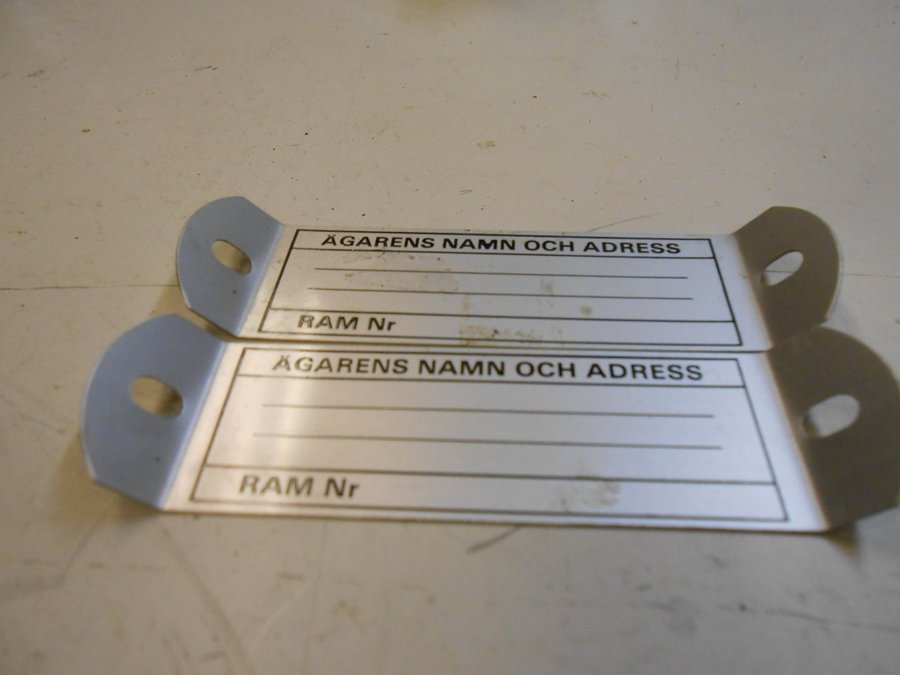 ÄGARENS NAMN OCH ADRESS
RAM Nr
ÄGARENS NAMN OCH ADRESS
RAM Nr